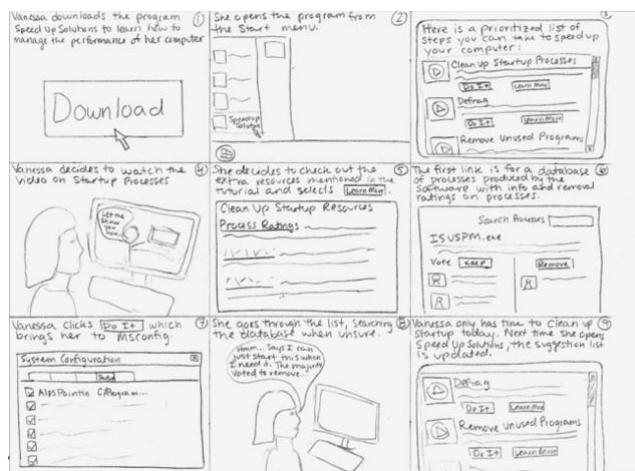 Vanessa downloads the program
Speed Up Solutions to learn how to
manage the performance of her computer
1
Download
She opens the program from
the Start menu.
2
Speedup
Solutions
3
Here is a prioritized list of
steps you can take to speed up
your computer:
Clean Up Startup Processes
Do It Learn More
Defrag
Do It Learn More
Remove Unused Programs
Vanessa decides to watch the
video on Startup Processes
4
Let me
show you
She decides to check out the
extra resources mentioned in the
tutorial and selects Learn More.
5
Clean Up Startup Resources
Process Ratings
The first link is for a database
of processes produced by the
software with info and removal
ratings on processes.
6
Search Processes
ISUSPM.exe
Vote Keep Remove
Vanessa clicks Do It which
brings her to Msconfig.
7
System Configuration
AlpsPointin C:\Program...
She goes through the list, searching
the database when unsure.
8
Hmm... Says I can
just start this when
I need it. The majority
voted to remove...
Vanessa only has time to Clean up
Startup today. Next time she opens
Speed Up Solutions, the suggestion list
is updated.
9
Defrag
Do It Learn More
Remove Unused Programs
Do It Learn More